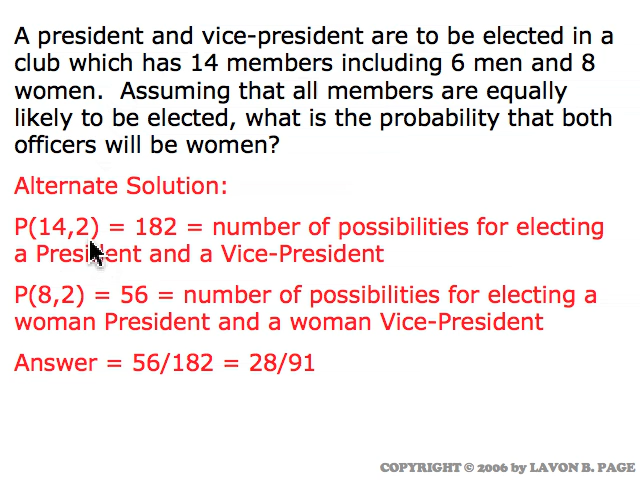 A president and vice-president are to be elected in a
club which has 14 members including 6 men and 8
women.  Assuming that all members are equally
likely to be elected, what is the probability that both
officers will be women?
Alternate Solution:
P(14,2) = 182 = number of possibilities for electing
a President and a Vice-President
P(8,2) = 56 = number of possibilities for electing a
woman President and a woman Vice-President
Answer = 56/182 = 28/91
COPYRIGHT © 2006 by LAVON B. PAGE